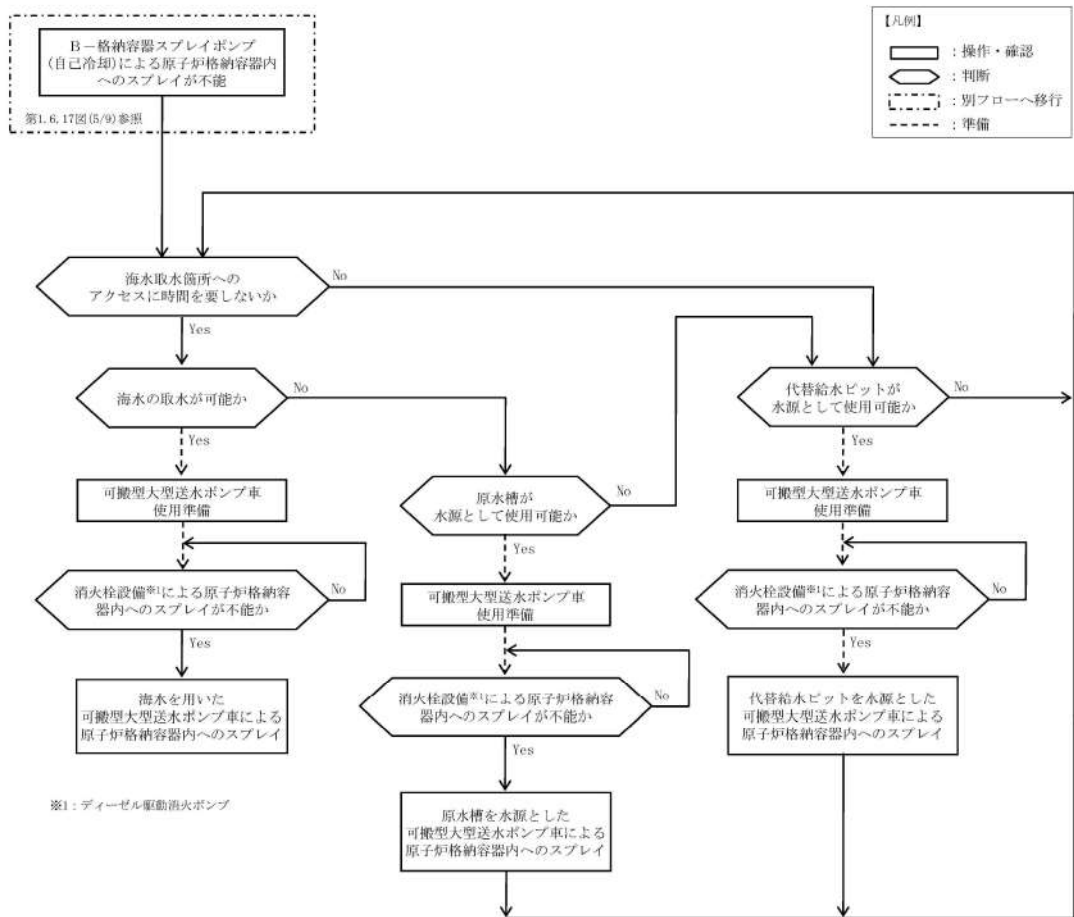 B-格納容器スプレイポンプ
(自己冷却)による原子炉格納容器内
へのスプレイが不能
第1.6.17図(5/9)参照
【凡例】
：操作・確認
：判断
：別フローへ移行
：準備
海水取水箇所への
アクセスに時間を要しないか
No
Yes
海水の取水が可能か
No
Yes
可搬型大型送水ポンプ車
使用準備
消火栓設備※1による原子炉格納容
器内へのスプレイが不能か
No
Yes
海水を用いた
可搬型大型送水ポンプ車による
原子炉格納容器内へのスプレイ
原水槽が
水源として使用可能か
No
Yes
可搬型大型送水ポンプ車
使用準備
消火栓設備※1による原子炉格納容
器内へのスプレイが不能か
No
Yes
原水槽を水源とした
可搬型大型送水ポンプ車による
原子炉格納容器内へのスプレイ
代替給水ピットが
水源として使用可能か
No
Yes
可搬型大型送水ポンプ車
使用準備
消火栓設備※1による原子炉格納容
器内へのスプレイが不能か
No
Yes
代替給水ピットを水源とした
可搬型大型送水ポンプ車による
原子炉格納容器内へのスプレイ
※1：ディーゼル駆動消火ポンプ